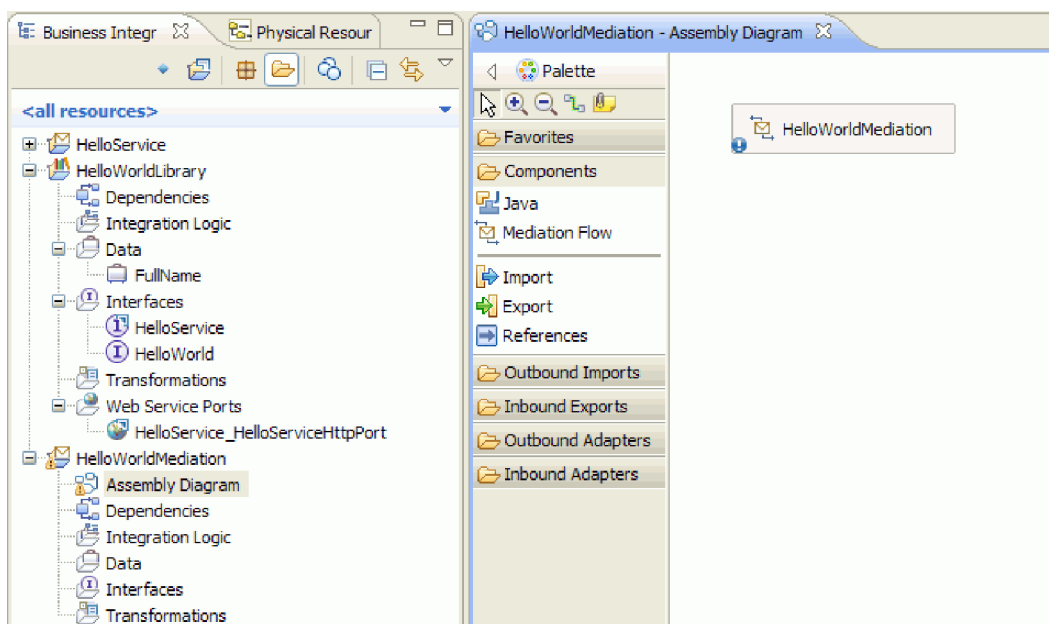 Business Integr
Physical Resour
<all resources>
HelloService
HelloWorldLibrary
Dependencies
Integration Logic
Data
FullName
Interfaces
HelloService
HelloWorld
Transformations
Web Service Ports
HelloService_HelloServiceHttpPort
HelloWorldMediation
Assembly Diagram
Dependencies
Integration Logic
Data
Interfaces
Transformations
HelloWorldMediation - Assembly Diagram
Palette
Favorites
Components
Java
Mediation Flow
Import
Export
References
Outbound Imports
Inbound Exports
Outbound Adapters
Inbound Adapters
HelloWorldMediation